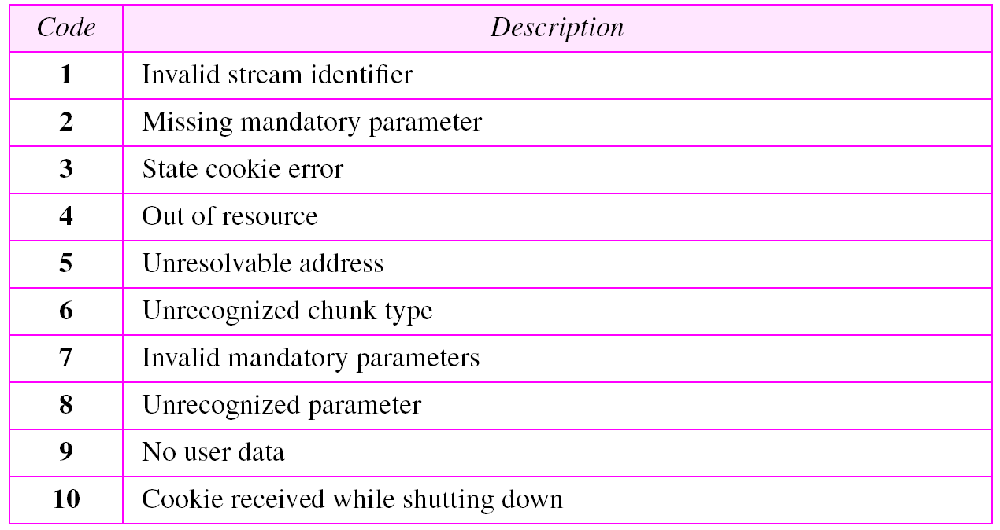 Code Description
1 Invalid stream identifier
2 Missing mandatory parameter
3 State cookie error
4 Out of resource
5 Unresolvable address
6 Unrecognized chunk type
7 Invalid mandatory parameters
8 Unrecognized parameter
9 No user data
10 Cookie received while shutting down